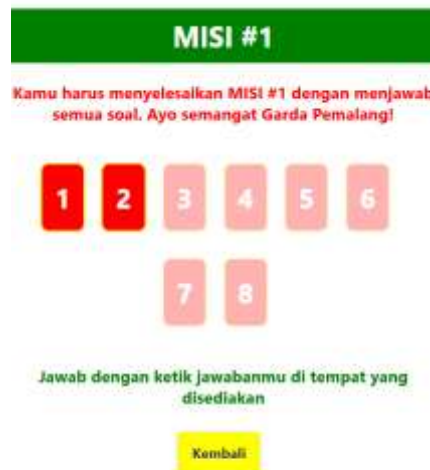 MISI #1
Kamu harus menyelesaikan MISI #1 dengan menjawab
semua soal. Ayo semangat Garda Pemalang!
1 2 3 4 5 6
7 8
Jawab dengan ketik jawabanmu di tempat yang
disediakan
Kembali